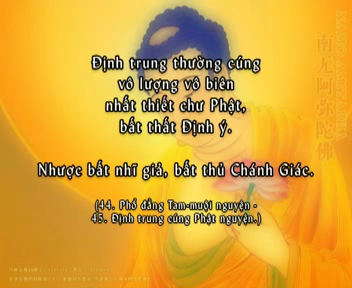 Định trung thường cúng
vô lượng vô biên
nhất thiết chư Phật,
bất thất Định ý.
Nhược bất nhĩ giả, bất thủ Chánh Giác.
(44. Phổ đẳng Tam-muội nguyện -
45. Định trung cúng Phật nguyện.)
南无阿弥陀佛